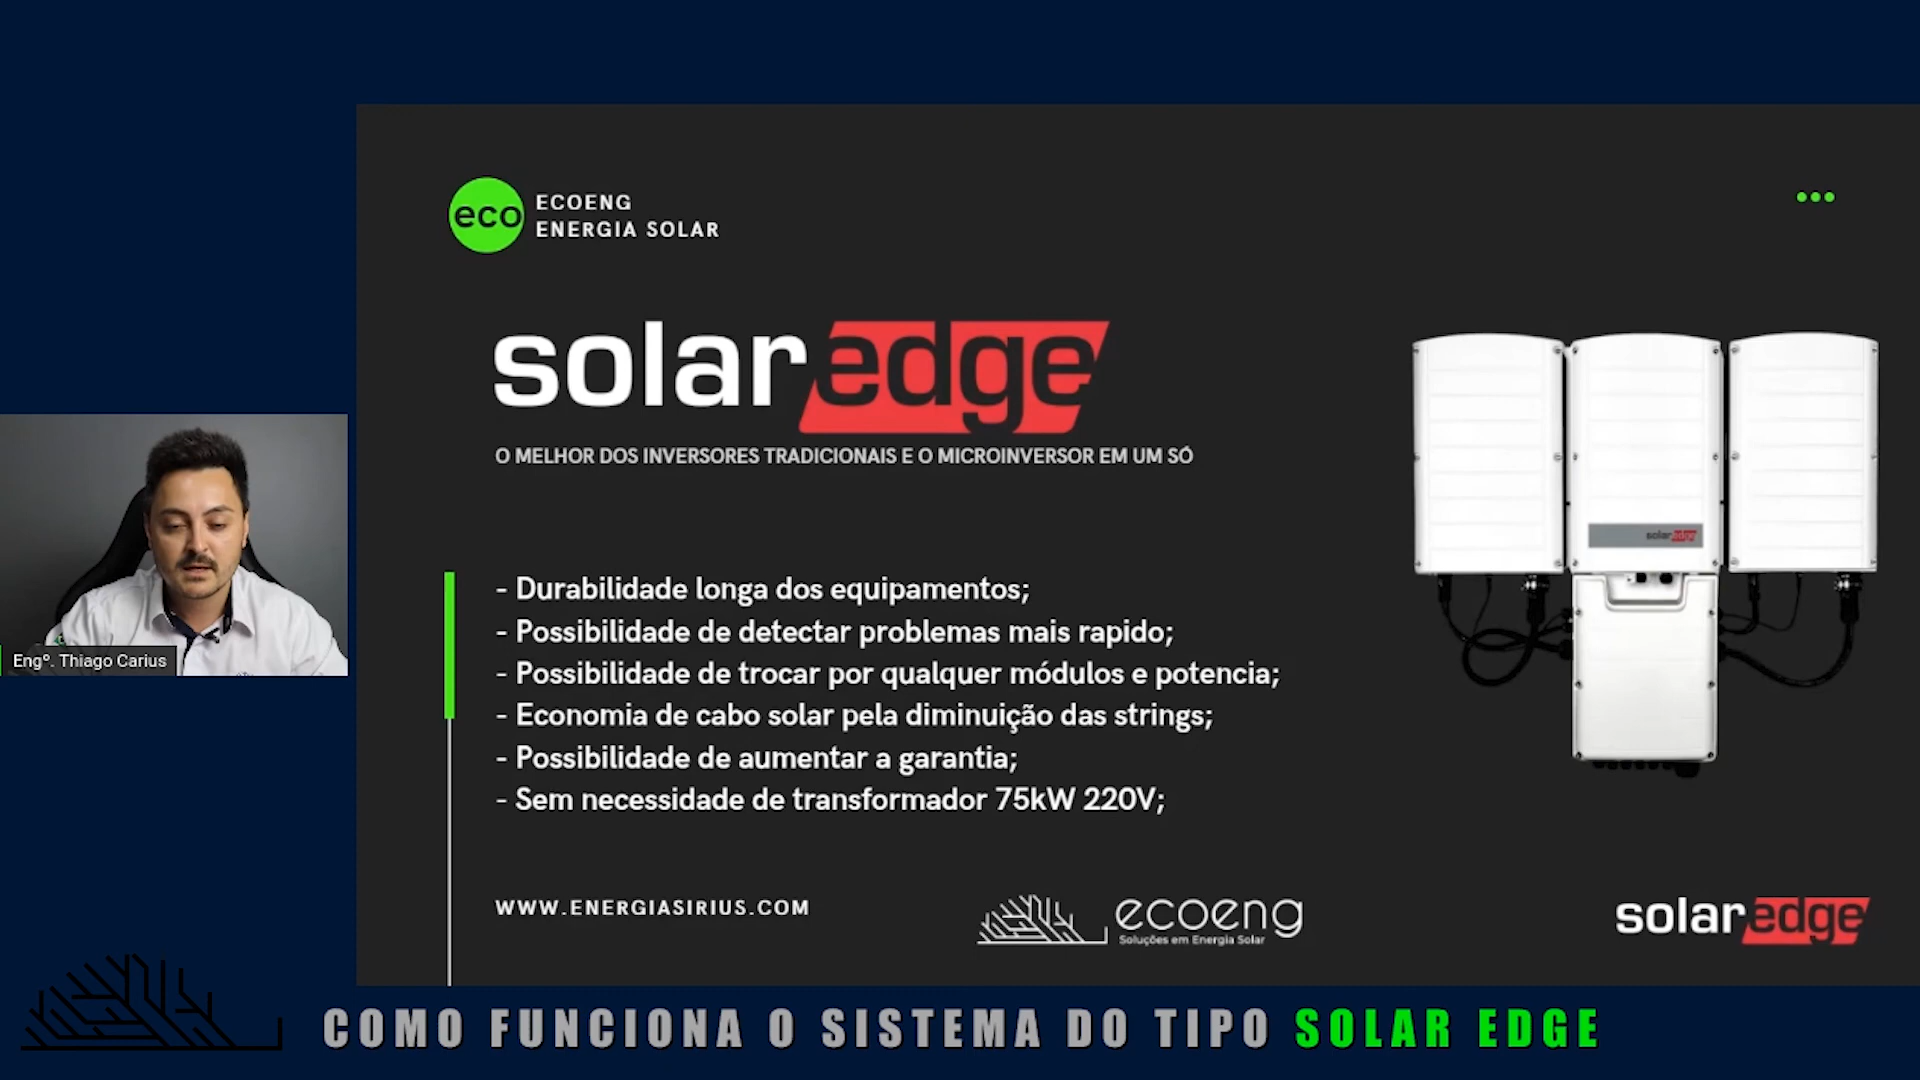 eco
ECOENG
ENERGIA SOLAR
solaredge
O MELHOR DOS INVERSORES TRADICIONAIS E O MICROINVERSOR EM UM SÓ
- Durabilidade longa dos equipamentos;
- Possibilidade de detectar problemas mais rapido;
- Possibilidade de trocar por qualquer módulos e potencia;
- Economia de cabo solar pela diminuição das strings;
- Possibilidade de aumentar a garantia;
- Sem necessidade de transformador 75kW 220V;
solaredge
Engº. Thiago Carius
WWW.ENERGIASIRIUS.COM
ecoeng
Soluções em Energia Solar
solaredge
COMO FUNCIONA O SISTEMA DO TIPO SOLAR EDGE